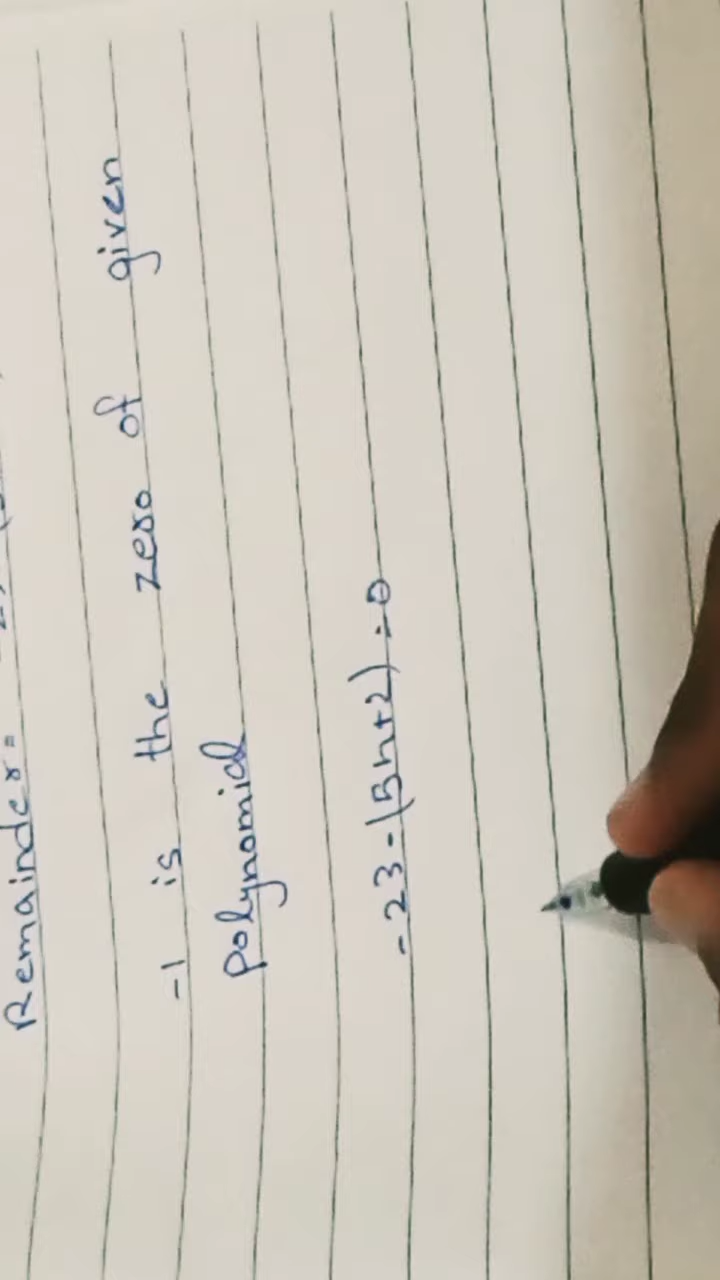 Remainder =
-1 is the zero of given
polynomial
-23-(5h+2)=0